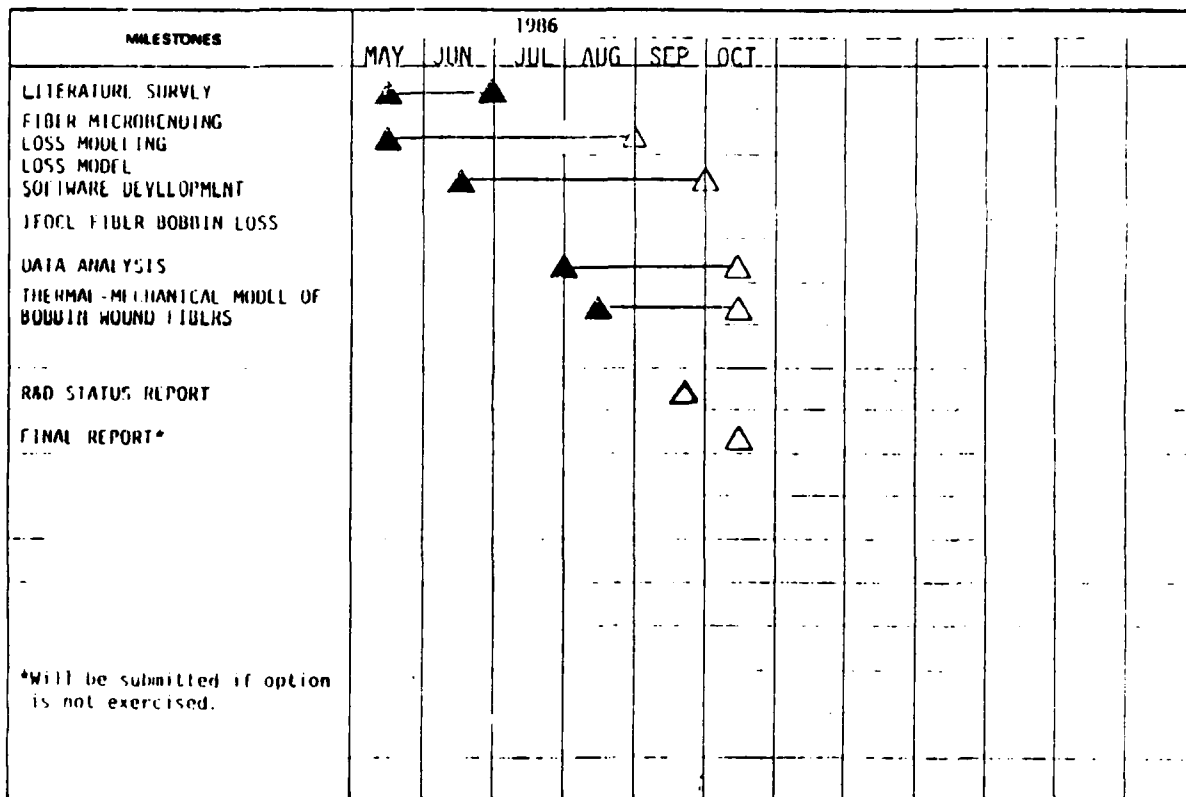 1986
MILESTONES
MAY JUN JUL AUG SEP OCT
LITERATURE SURVEY
FIBER MICROBENDING
LOSS MODELING
LOSS MODEL
SOFTWARE DEVELOPMENT
IFOCL FIBER BOBBIN LOSS
DATA ANALYSIS
THERMAL-MECHANICAL MODEL OF
BOBBIN WOUND FIBERS
R&D STATUS REPORT
FINAL REPORT*
*Will be submitted if option
is not exercised.